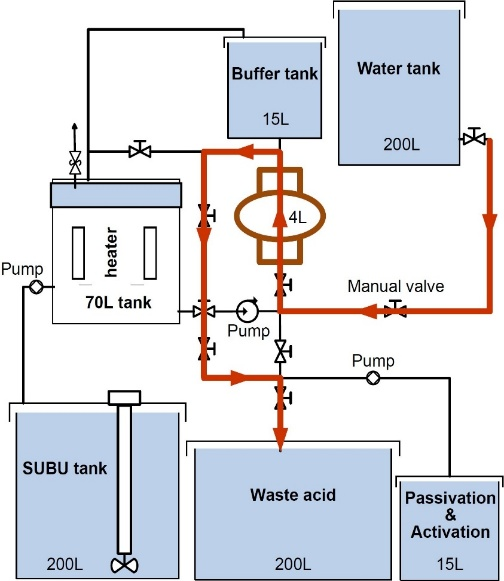 Buffer tank
15L
Water tank
200L
4L
heater
70L tank
Pump
Pump
Manual valve
Pump
SUBU tank
200L
Waste acid
200L
Passivation
&
Activation
15L